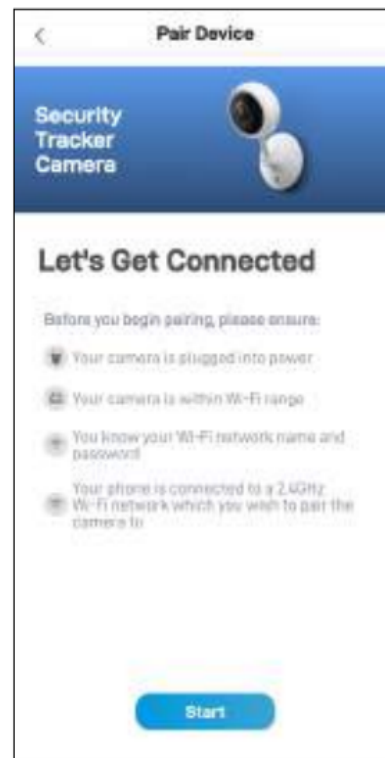 Pair Device
Security
Tracker
Camera
Let's Get Connected
Before you begin pairing, please ensure:
Your camera is plugged into power
Your camera is within Wi-Fi range
You know your Wi-Fi network name and
password
Your phone is connected to a 2.4GHz
Wi-Fi network which you wish to pair the
camera to
Start